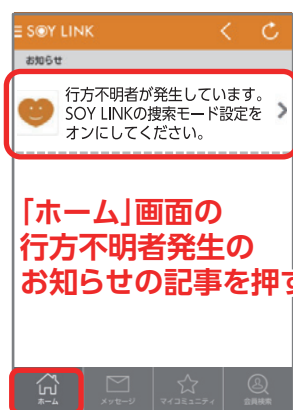 SOY LINK
お知らせ
行方不明者が発生しています。
SOY LINKの捜索モード設定を
オンにしてください。
「ホーム」画面の
行方不明者発生の
お知らせの記事を押す
ホーム
メッセージ
マイコミュニティ
会員検索